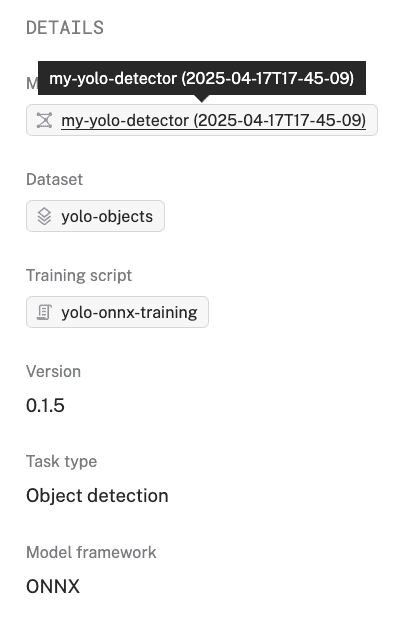 DETAILS
my-yolo-detector (2025-04-17T17-45-09)
my-yolo-detector (2025-04-17T17-45-09)
Dataset
yolo-objects
Training script
yolo-onnx-training
Version
0.1.5
Task type
Object detection
Model framework
ONNX